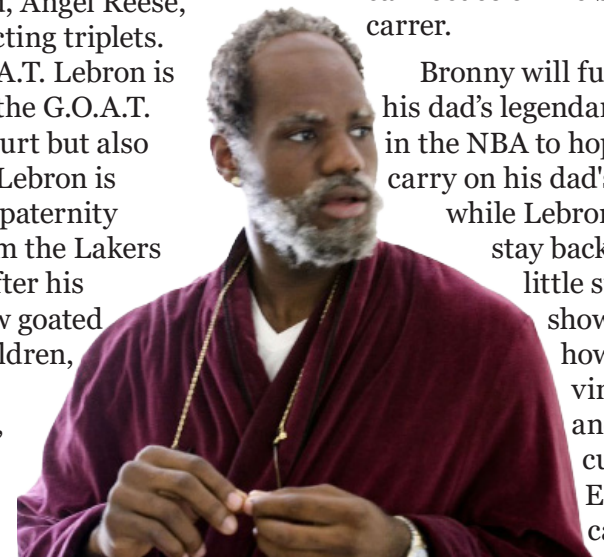 Angel Reese,
cting triplets.
A.T. Lebron is
the G.O.A.T.
urt but also
Lebron is
paternity
m the Lakers
ter his
w goated
ldren,
carrer.
Bronny will fu
his dad’s legendar
in the NBA to hop
carry on his dad's
while Lebron
stay back
little s
show
how
vin
an
cu
E
ca